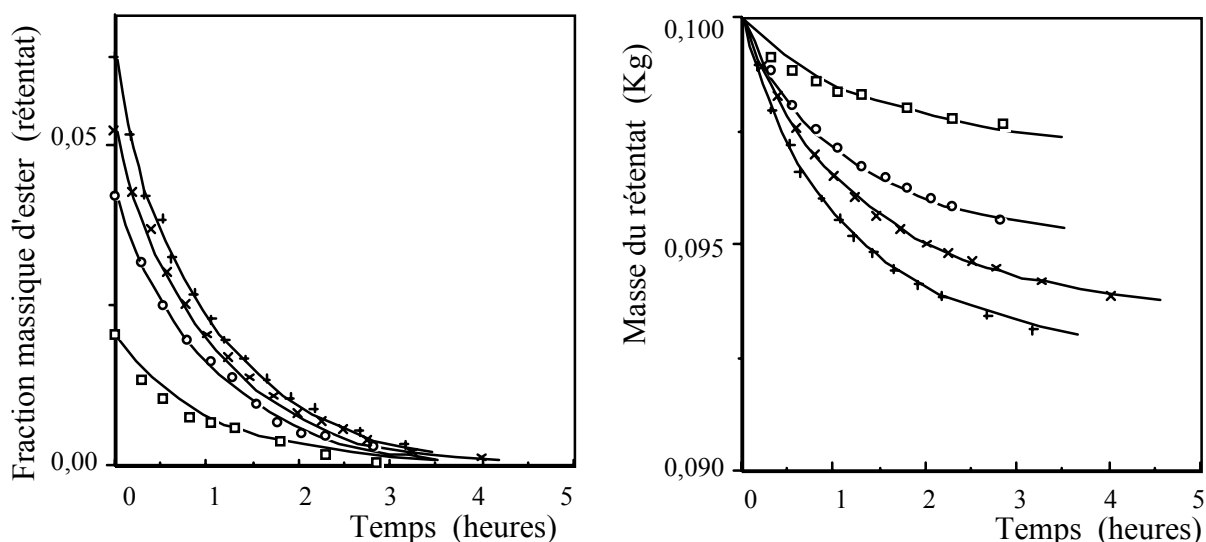 Fraction massique d'ester (rétentat)
0,05
0,00
0 1 2 3 4 5
Temps (heures)
Masse du rétentat (Kg)
0,100
0,095
0,090
0 1 2 3 4 5
Temps (heures)